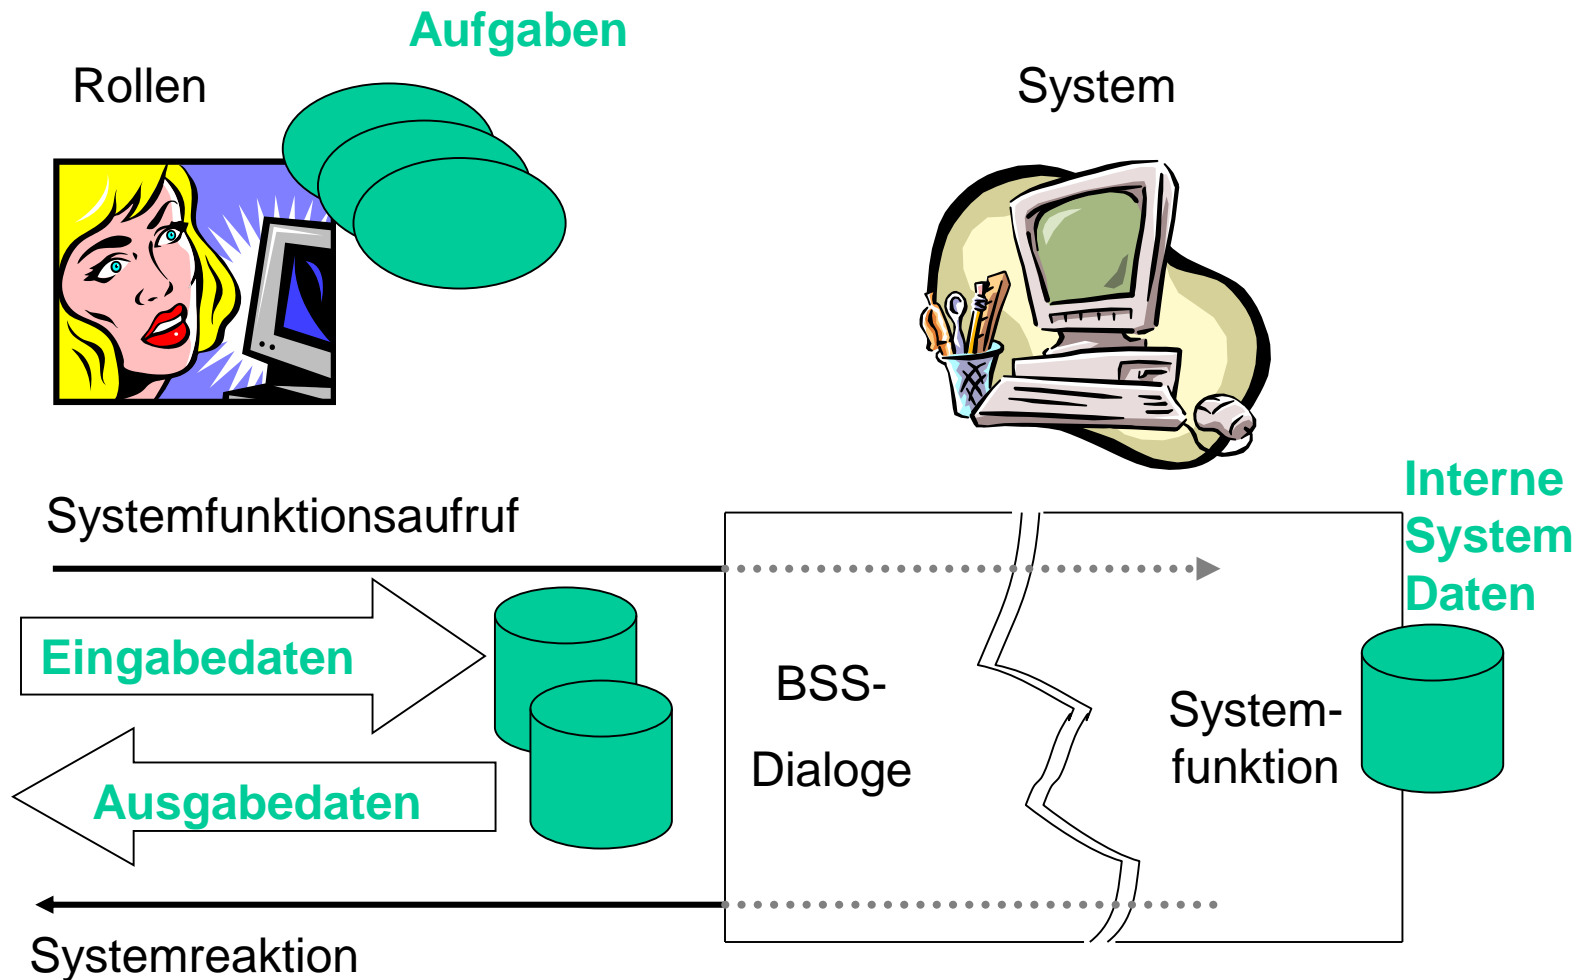 Aufgaben
Rollen
System
Systemfunktionsaufruf
Interne
System
Daten
Eingabedaten
BSS-
Dialoge
System-
funktion
Ausgabedaten
Systemreaktion